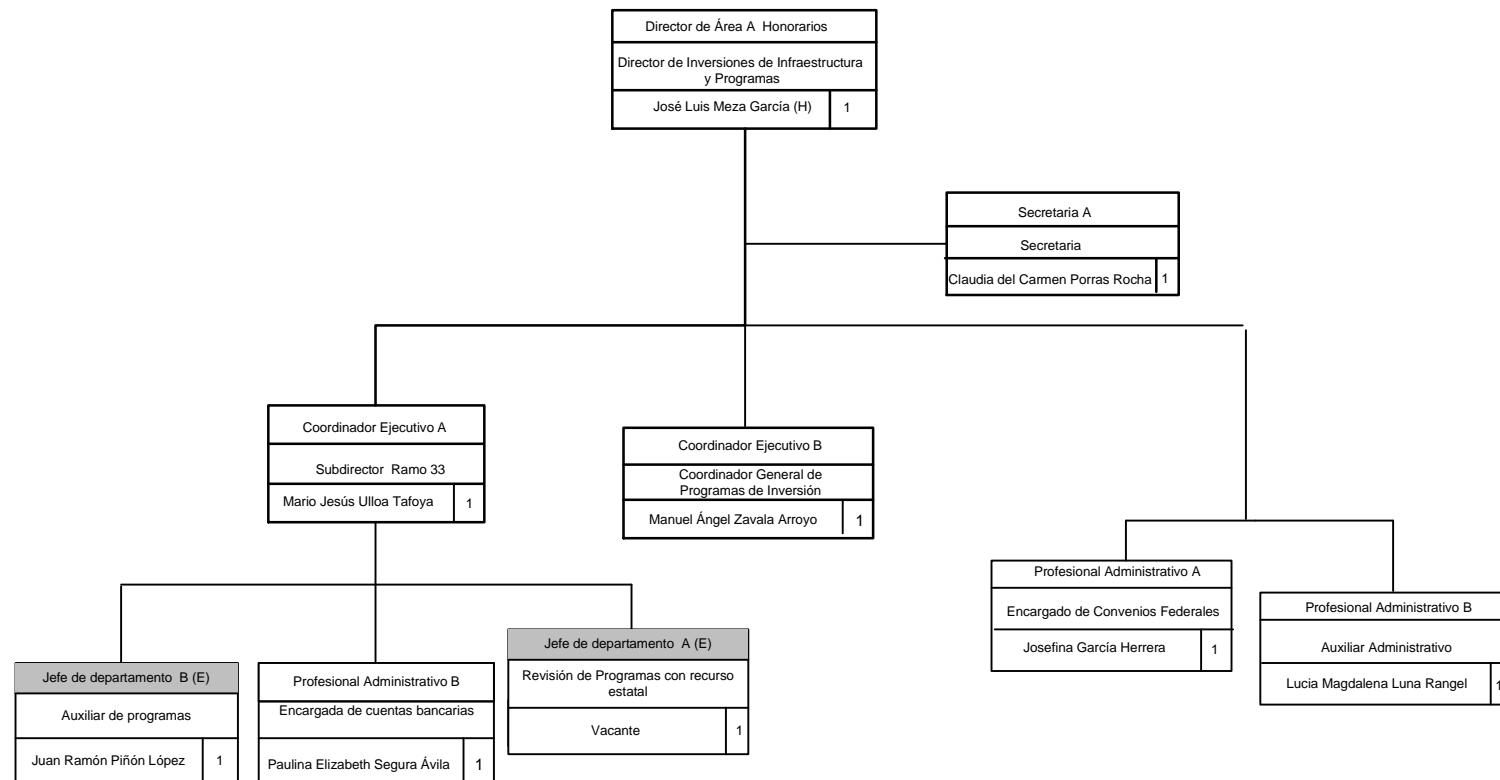 Director de Área A Honorarios
Director de Inversiones de Infraestructura
y Programas
José Luis Meza García (H) 1
Secretaria A
Secretaria
Claudia del Carmen Porras Rocha 1
Coordinador Ejecutivo A
Subdirector Ramo 33
Mario Jesús Ulloa Tafoya 1
Coordinador Ejecutivo B
Coordinador General de
Programas de Inversión
Manuel Ángel Zavala Arroyo 1
Profesional Administrativo A
Encargado de Convenios Federales
Josefina García Herrera 1
Profesional Administrativo B
Auxiliar Administrativo
Lucia Magdalena Luna Rangel 1
Jefe de departamento B (E)
Auxiliar de programas
Juan Ramón Piñón López 1
Profesional Administrativo B
Encargada de cuentas bancarias
Paulina Elizabeth Segura Ávila 1
Jefe de departamento A (E)
Revisión de Programas con recurso
estatal
Vacante 1